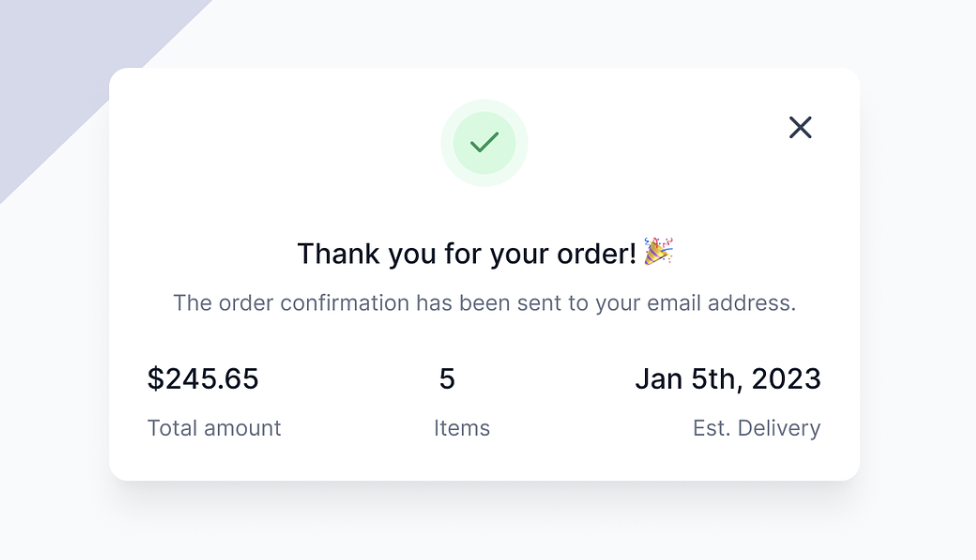 Thank you for your order! 🎉
The order confirmation has been sent to your email address.
$245.65 5 Jan 5th, 2023
Total amount Items Est. Delivery